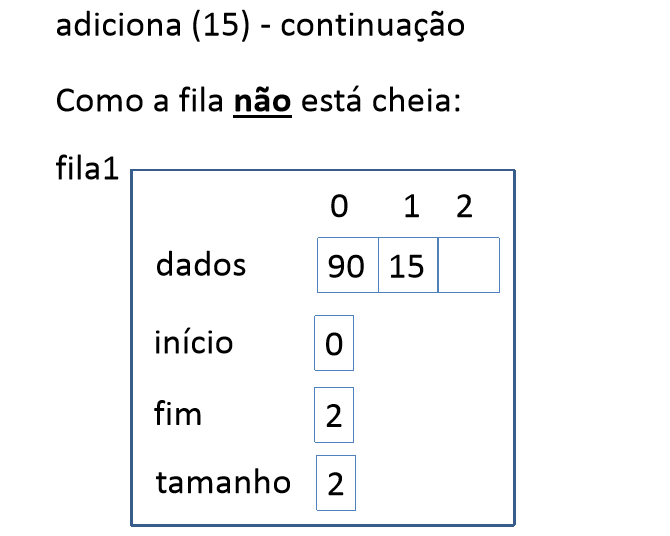 adiciona (15) - continuação
Como a fila não está cheia:
fila1
0 1 2
dados 90 15
início 0
fim 2
tamanho 2